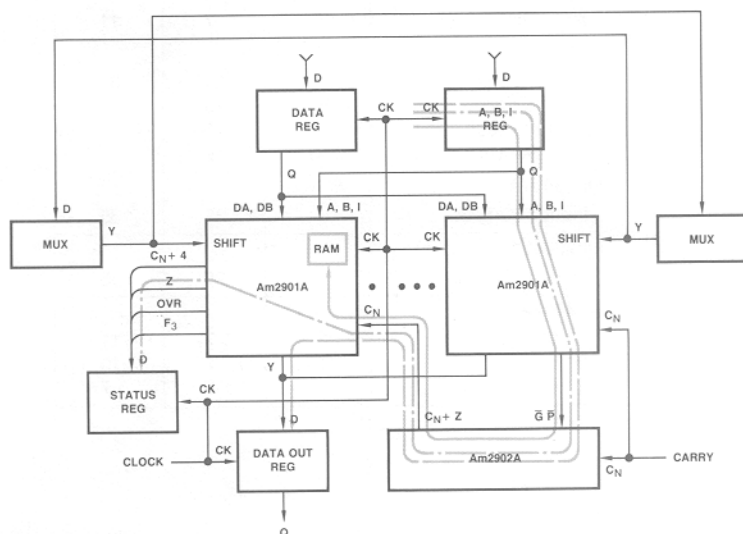 D
D
DATA
REG
CK
CK
A, B, I
REG
Q
Q
D
DA, DB
A, B, I
DA, DB
A, B, I
MUX
Y
SHIFT
RAM
CK
CK
SHIFT
Y
MUX
CN + 4
Z
Am2901A
Am2901A
OVR
CN
CN
F3
D
Y
STATUS
REG
CK
D
CN + Z
G̅ P̅
CLOCK
CK
DATA OUT
REG
Am2902A
CN
CARRY
Q